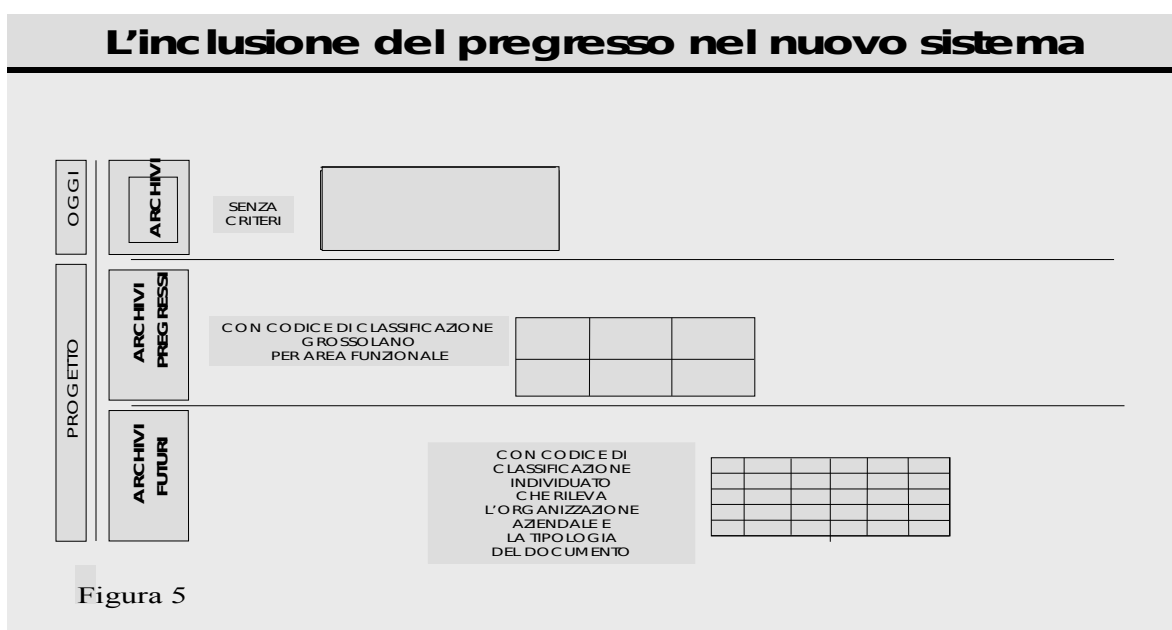 L'inclusione del pregresso nel nuovo sistema
OGGI
ARCHIVI
SENZA
CRITERI
PROGETTO
ARCHIVI
PREGRESSI
CON CODICE DI CLASSIFICAZIONE
GROSSOLANO
PER AREA FUNZIONALE
ARCHIVI
FUTURI
CON CODICE DI
CLASSIFICAZIONE
INDIVIDUATO
CHE RILEVA
L'ORGANIZZAZIONE
AZIENDALE E
LA TIPOLOGIA
DEL DOCUMENTO
Figura 5